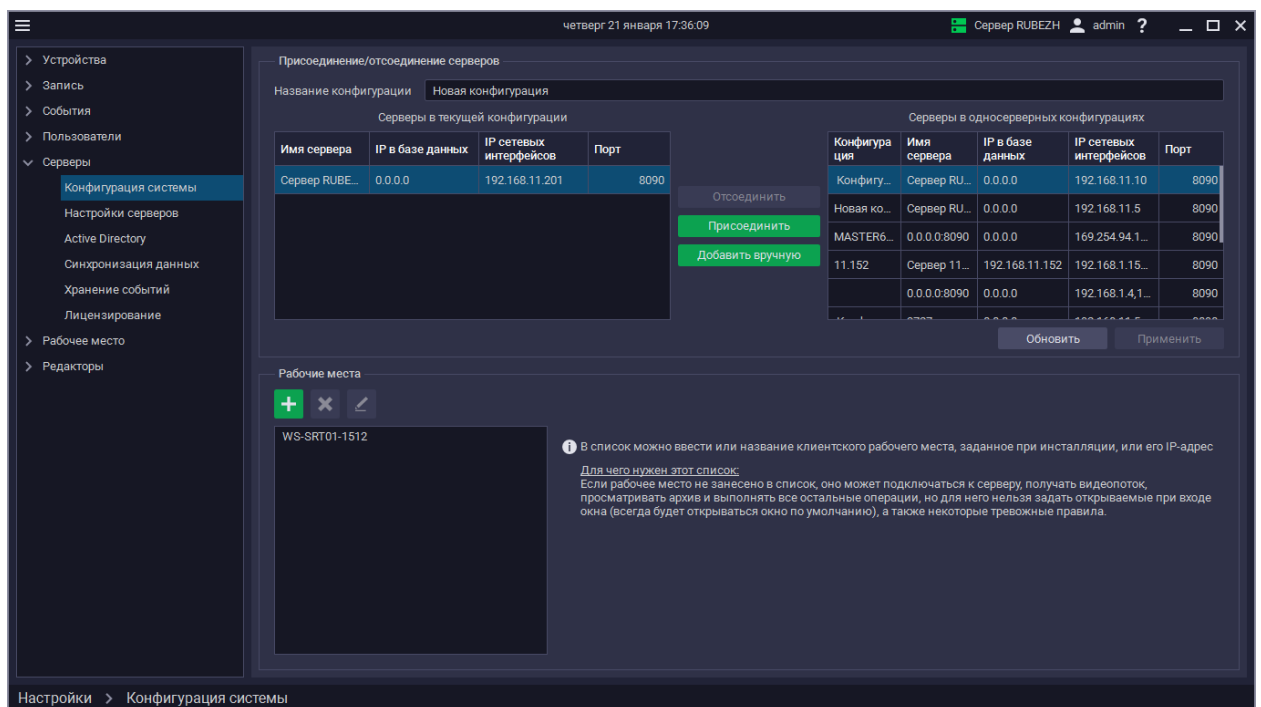 четверг 21 января 17:36:09
Сервер RUBEZH admin ?
Устройства
Запись
События
Пользователи
Серверы
Конфигурация системы
Настройки серверов
Active Directory
Синхронизация данных
Хранение событий
Лицензирование
Рабочее место
Редакторы
Присоединение/отсоединение серверов
Название конфигурации Новая конфигурация
Серверы в текущей конфигурации
Имя сервера IP в базе данных IP сетевых интерфейсов Порт
Сервер RUBE... 0.0.0.0 192.168.11.201 8090
Отсоединить
Присоединить
Добавить вручную
Серверы в односерверных конфигурациях
Конфигура ция Имя сервера IP в базе данных IP сетевых интерфейсов Порт
Конфигу... Сервер RU... 0.0.0.0 192.168.11.10 8090
Новая ко... Сервер RU... 0.0.0.0 192.168.11.5 8090
MASTER6... 0.0.0.0:8090 0.0.0.0 169.254.94.1... 8090
11.152 Сервер 11... 192.168.11.152 192.168.1.15... 8090
0.0.0.0:8090 0.0.0.0 192.168.1.4,1... 8090
Обновить Применить
Рабочие места
WS-SRT01-1512
В список можно ввести или название клиентского рабочего места, заданное при инсталляции, или его IP-адрес
Для чего нужен этот список:
Если рабочее место не занесено в список, оно может подключаться к серверу, получать видеопоток,
просматривать архив и выполнять все остальные операции, но для него нельзя задать открываемые при входе
окна (всегда будет открываться окно по умолчанию), а также некоторые тревожные правила.
Настройки > Конфигурация системы